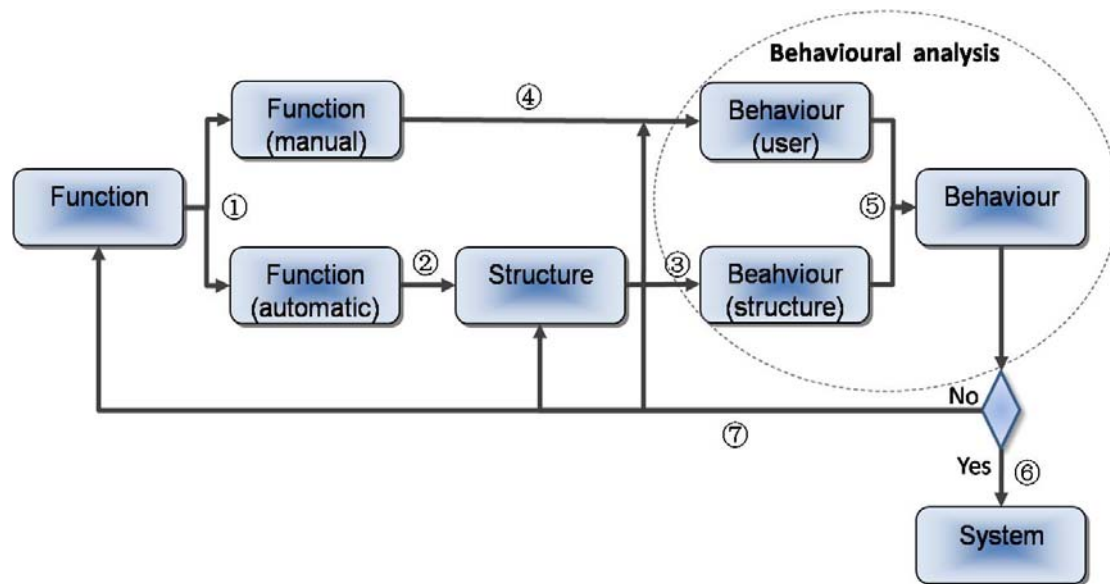 Behavioural analysis
④
Function
(manual)
Behaviour
(user)
Function
①
⑤
Behaviour
Function
(automatic)
②
Structure
③
Beahviour
(structure)
No
⑦
Yes
⑥
System